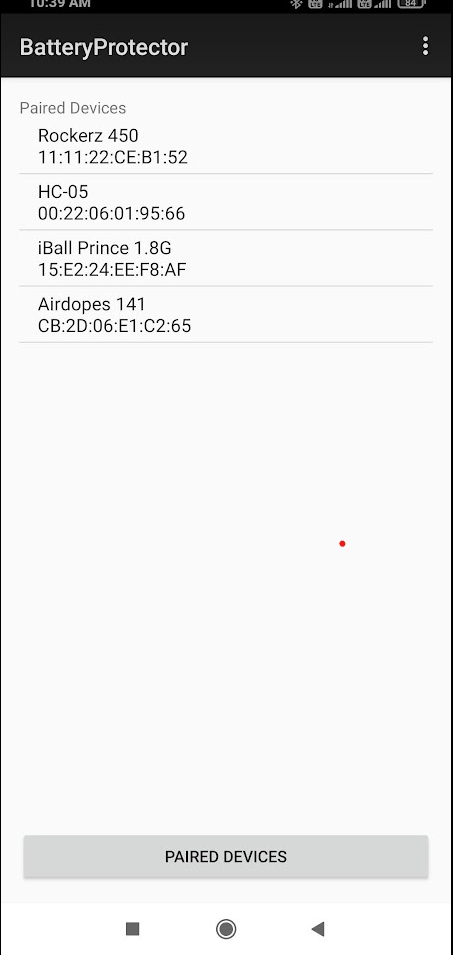 10:39 AM 84
BatteryProtector
Paired Devices
Rockerz 450
11:11:22:CE:B1:52
HC-05
00:22:06:01:95:66
iBall Prince 1.8G
15:E2:24:EE:F8:AF
Airdopes 141
CB:2D:06:E1:C2:65
PAIRED DEVICES